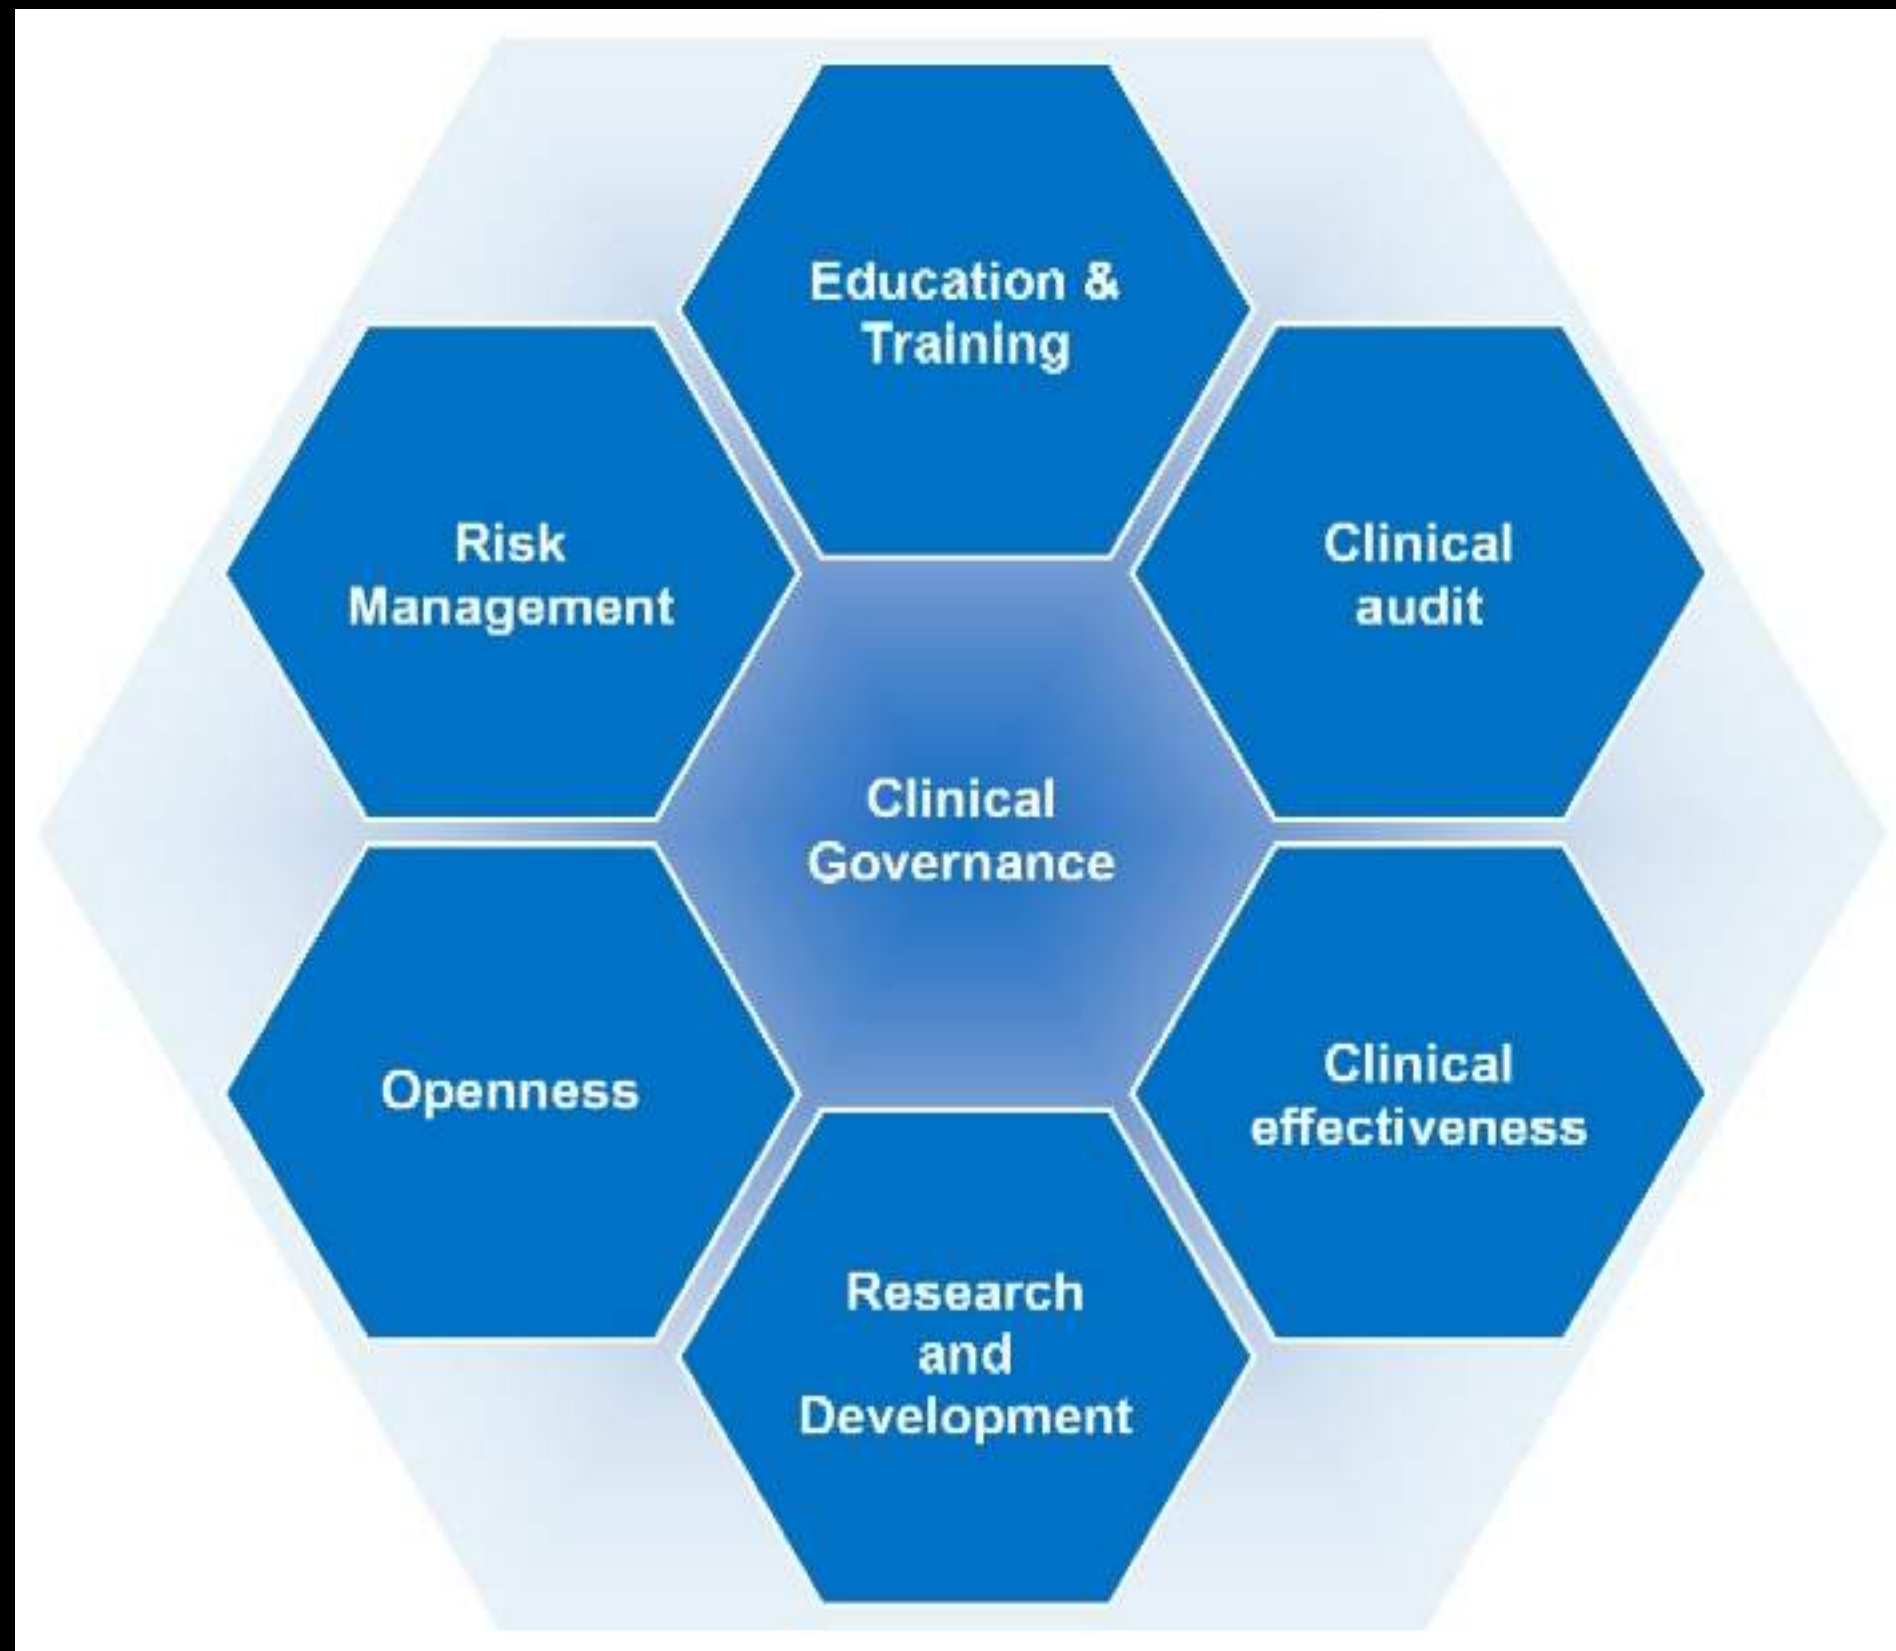 Education &
Training
Risk
Management
Clinical
audit
Clinical
Governance
Openness
Clinical
effectiveness
Research
and
Development